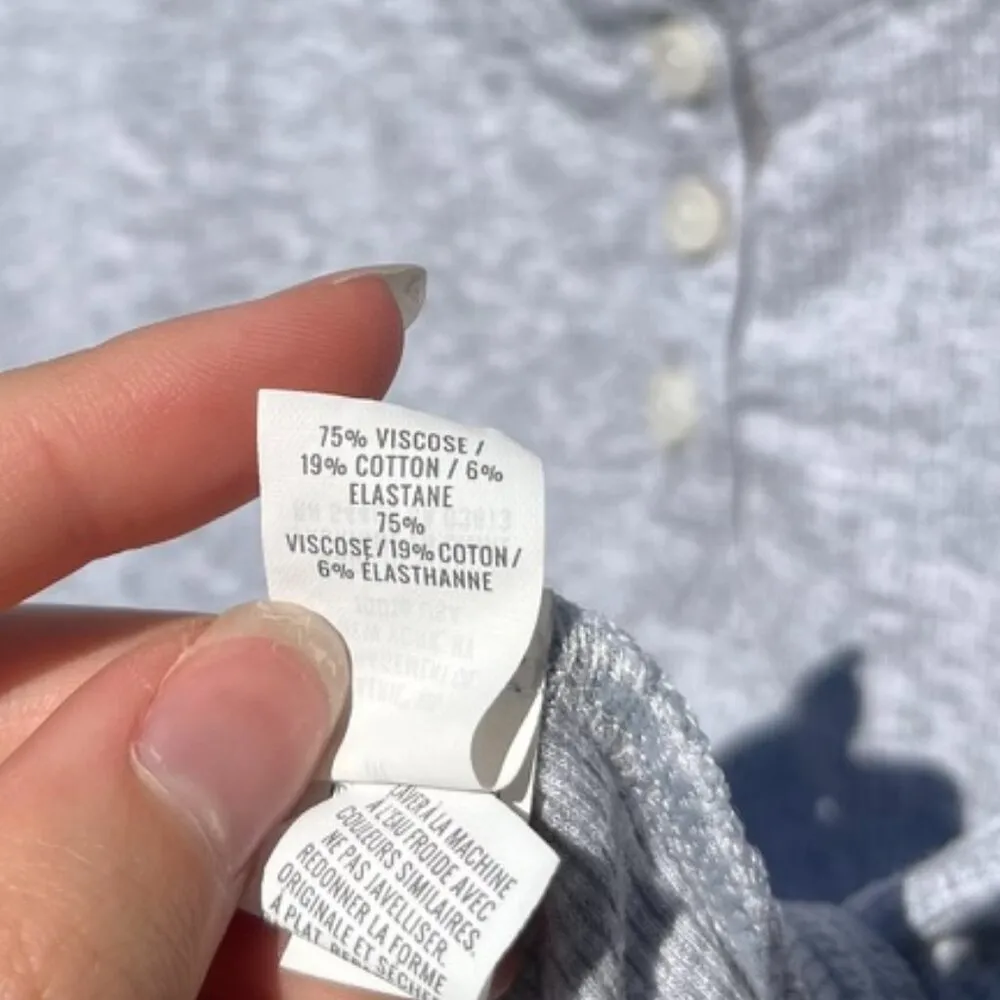 75% VISCOSE /
19% COTTON / 6%
ELASTANE
75%
VISCOSE/19% COTON/
6% ÉLASTHANNE
LAVER À LA MACHINE
À L'EAU FROIDE AVEC
COULEURS SIMILAIRES.
NE PAS JAVELLISER.
REDONNER LA FORME
ORIGINALE ET SÉCHER
À PLAT.